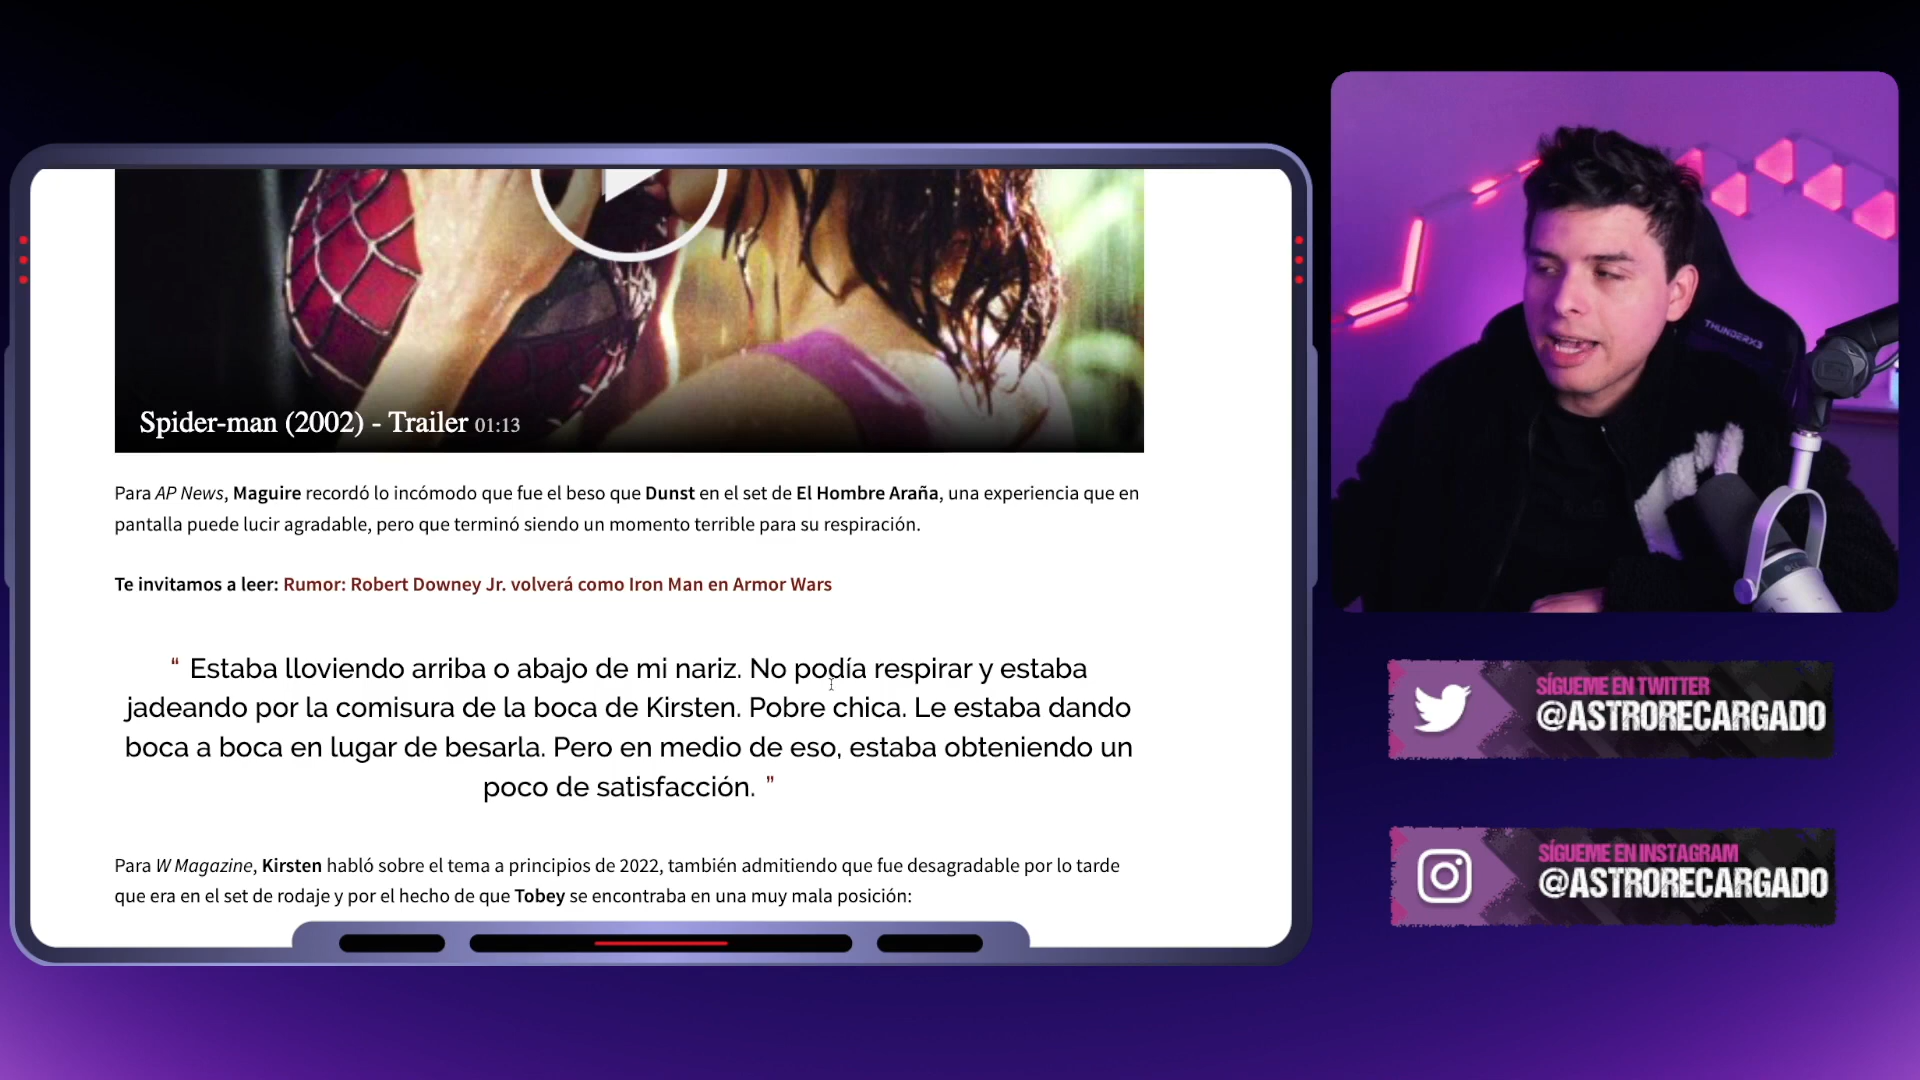 Spider-man (2002) - Trailer 01:13
Para AP News, Maguire recordó lo incómodo que fue el beso que Dunst en el set de El Hombre Araña, una experiencia que en
pantalla puede lucir agradable, pero que terminó siendo un momento terrible para su respiración.
Te invitamos a leer: Rumor: Robert Downey Jr. volverá como Iron Man en Armor Wars
“ Estaba lloviendo arriba o abajo de mi nariz. No podía respirar y estaba
jadeando por la comisura de la boca de Kirsten. Pobre chica. Le estaba dando
boca a boca en lugar de besarla. Pero en medio de eso, estaba obteniendo un
poco de satisfacción. ”
Para W Magazine, Kirsten habló sobre el tema a principios de 2022, también admitiendo que fue desagradable por lo tarde
que era en el set de rodaje y por el hecho de que Tobey se encontraba en una muy mala posición:
THUNDERX3
SÍGUEME EN TWITTER
@ASTRORECARGADO
SÍGUEME EN INSTAGRAM
@ASTRORECARGADO